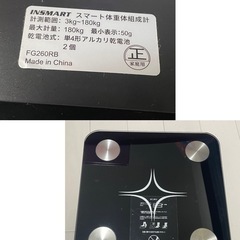 INSMART スマート体重体組成計
計測範囲：3kg~180kg
最大計量：180kg 最小表示：50g
乾電池式：単4形アルカリ乾電池
２個
FG260RB
Made in China
正
家庭用